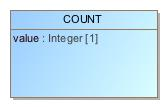 COUNT
value : Integer [1]